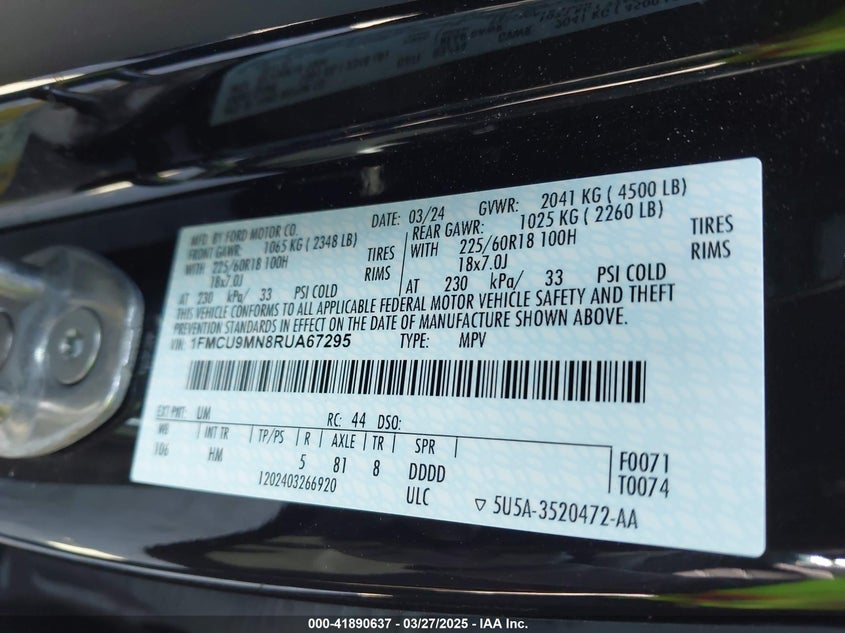 MFD. BY FORD MOTOR CO.
DATE: 03/24 GVWR: 2041 KG ( 4500 LB)
FRONT GAWR: 1065 KG ( 2348 LB)
WITH 225/60R18 100H TIRES
18x7.0J RIMS
AT 230 kPa/ 33 PSI COLD
REAR GAWR: 1025 KG ( 2260 LB)
WITH 225/60R18 100H TIRES
18x7.0J RIMS
AT 230 kPa/ 33 PSI COLD
THIS VEHICLE CONFORMS TO ALL APPLICABLE FEDERAL MOTOR VEHICLE SAFETY AND THEFT
PREVENTION STANDARDS IN EFFECT ON THE DATE OF MANUFACTURE SHOWN ABOVE.
VIN: 1FMCU9MN8RUA67295 TYPE: MPV
EXT PNT: UM RC: 44 DSO:
WB INT TR TP/PS R AXLE TR SPR
106 HM 5 81 8 DDDD
F0071
T0074
1202403266920 ULC
▽ 5U5A-3520472-AA
000-41890637 - 03/27/2025 - IAA Inc.